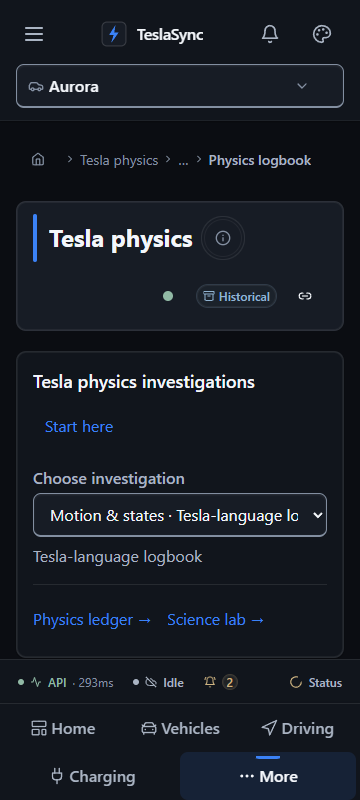 TeslaSync
Aurora
Tesla physics
...
Physics logbook
Tesla physics
Historical
Tesla physics investigations
Start here
Choose investigation
Motion & states · Tesla-language lo
Tesla-language logbook
Physics ledger → Science lab →
API · 293ms Idle 2 Status
Home Vehicles Driving
Charging More